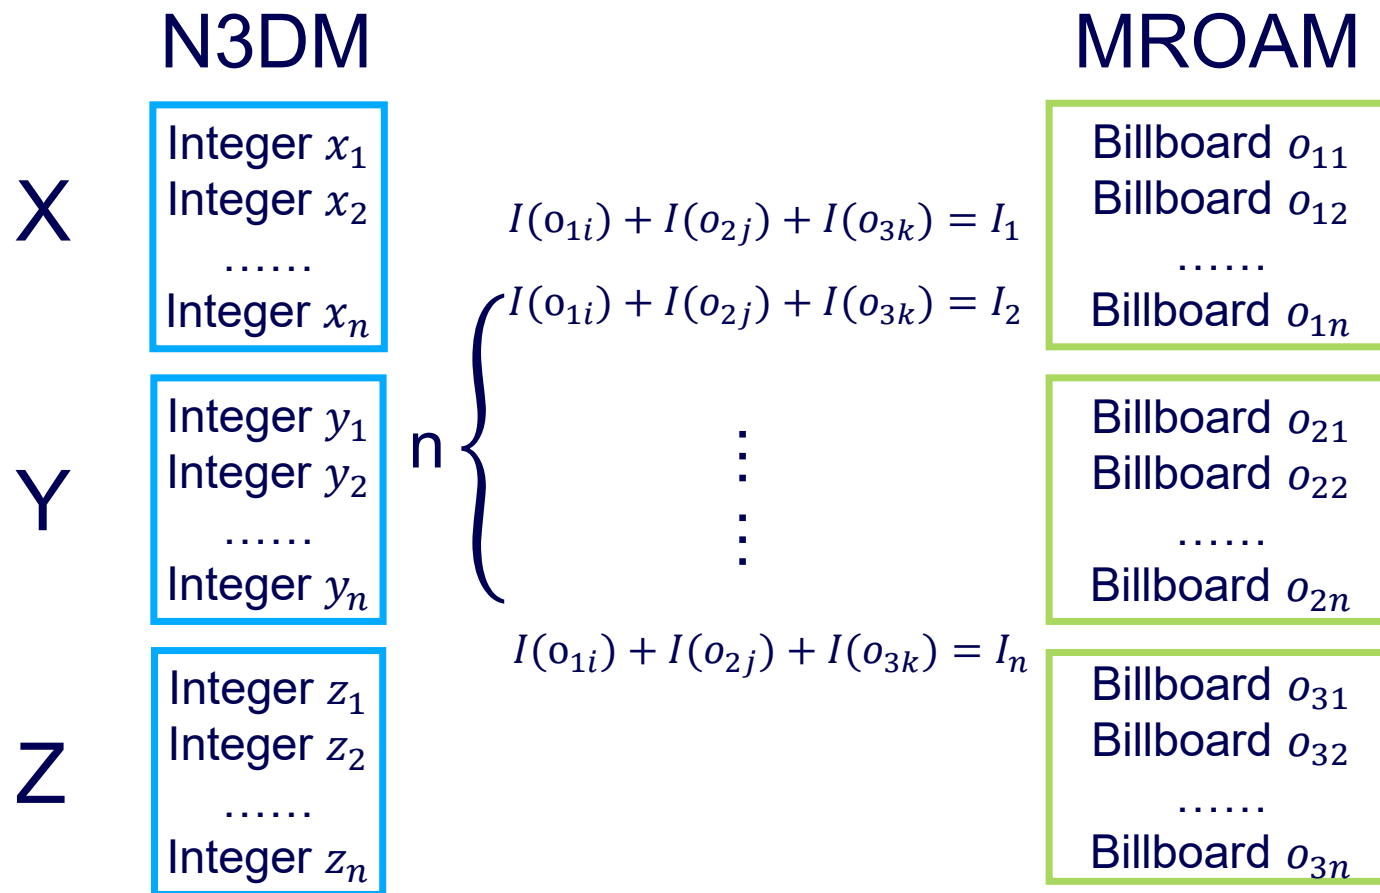 N3DM
MROAM
X
Integer x₁
Integer x₂
......
Integer xₙ
Y
Integer y₁
Integer y₂
......
Integer yₙ
Z
Integer z₁
Integer z₂
......
Integer zₙ
n
I(o₁ᵢ) + I(o₂ⱼ) + I(o₃ₖ) = I₁
I(o₁ᵢ) + I(o₂ⱼ) + I(o₃ₖ) = I₂
I(o₁ᵢ) + I(o₂ⱼ) + I(o₃ₖ) = Iₙ
Billboard o₁₁
Billboard o₁₂
......
Billboard o₁ₙ
Billboard o₂₁
Billboard o₂₂
......
Billboard o₂ₙ
Billboard o₃₁
Billboard o₃₂
......
Billboard o₃ₙ